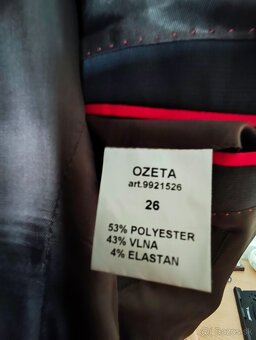 OZETA
art.9921526
26
53% POLYESTER
43% VLNA
4% ELASTAN